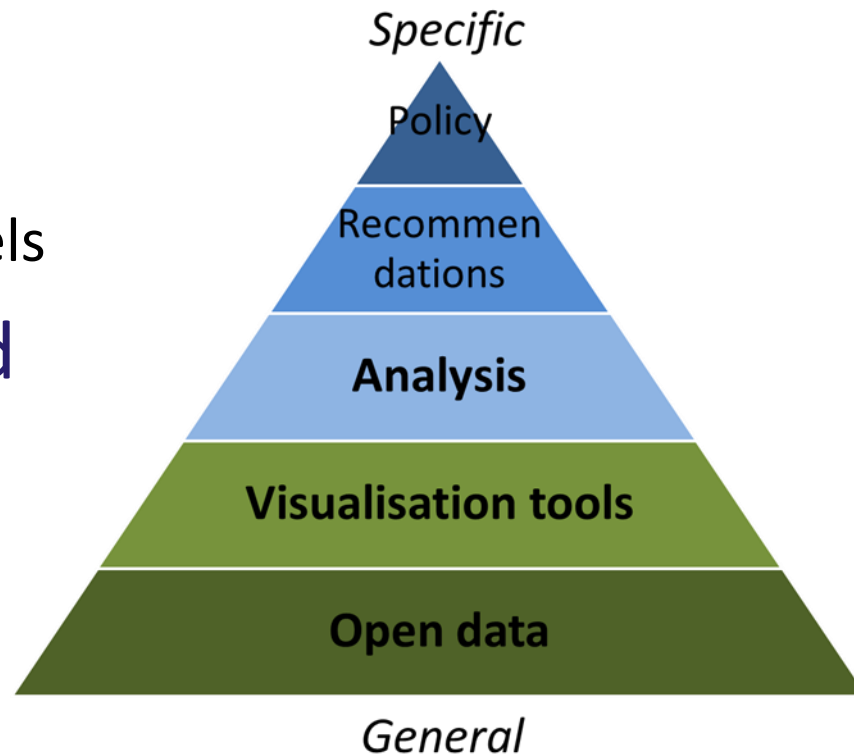 Specific
Policy
els
Recommen
dations
d
Analysis
Visualisation tools
Open data
General